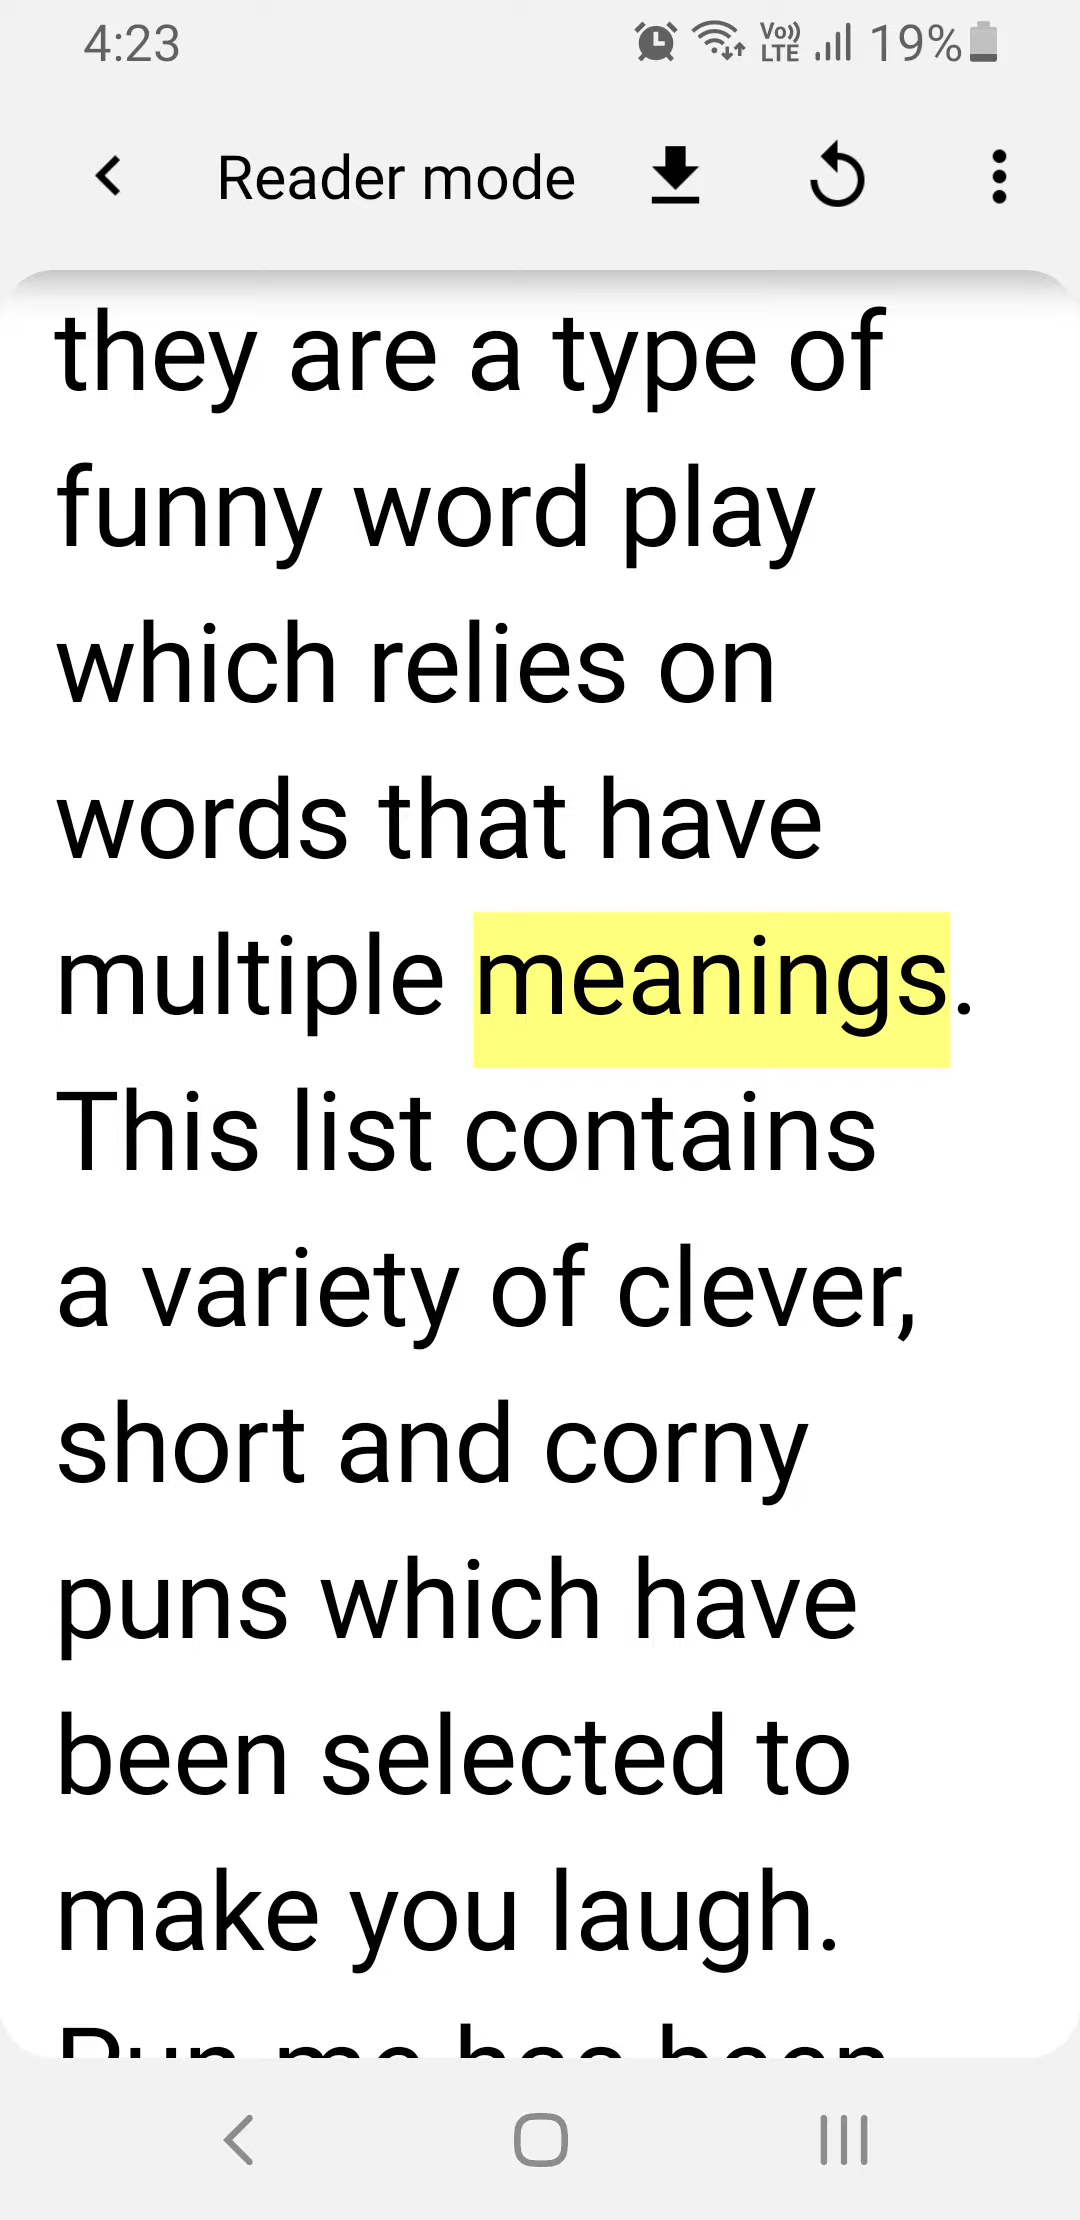 4:23 Vo)) LTE 19%
Reader mode
they are a type of
funny word play
which relies on
words that have
multiple meanings.
This list contains
a variety of clever,
short and corny
puns which have
been selected to
make you laugh.